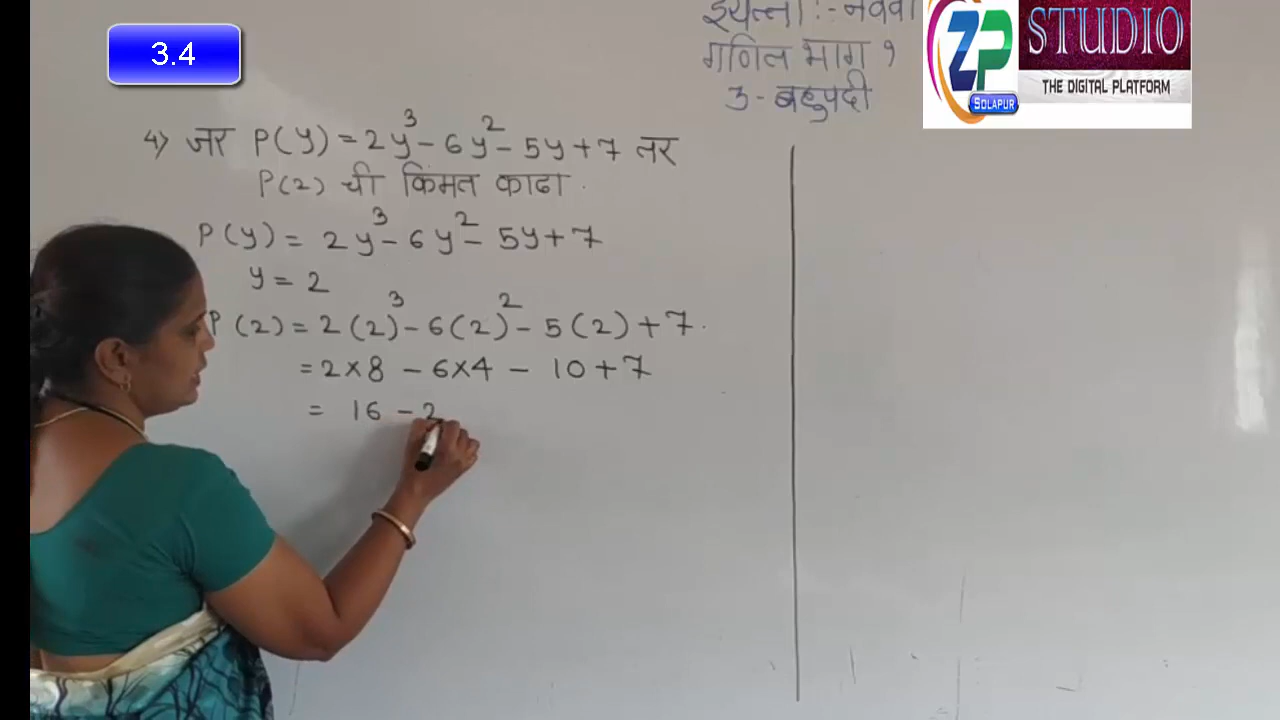 3.4
इयत्ता :- नववी
गणित भाग १
3 - बहुपदी
ZP STUDIO
THE DIGITAL PLATFORM
SOLAPUR
4) जर P(y) = 2y³ - 6y² - 5y + 7 तर
P(2) ची किंमत काढा .
P(y) = 2y³ - 6y² - 5y + 7
y = 2
P(2) = 2(2)³ - 6(2)² - 5(2) + 7.
= 2×8 - 6×4 - 10 + 7
= 16 - 2